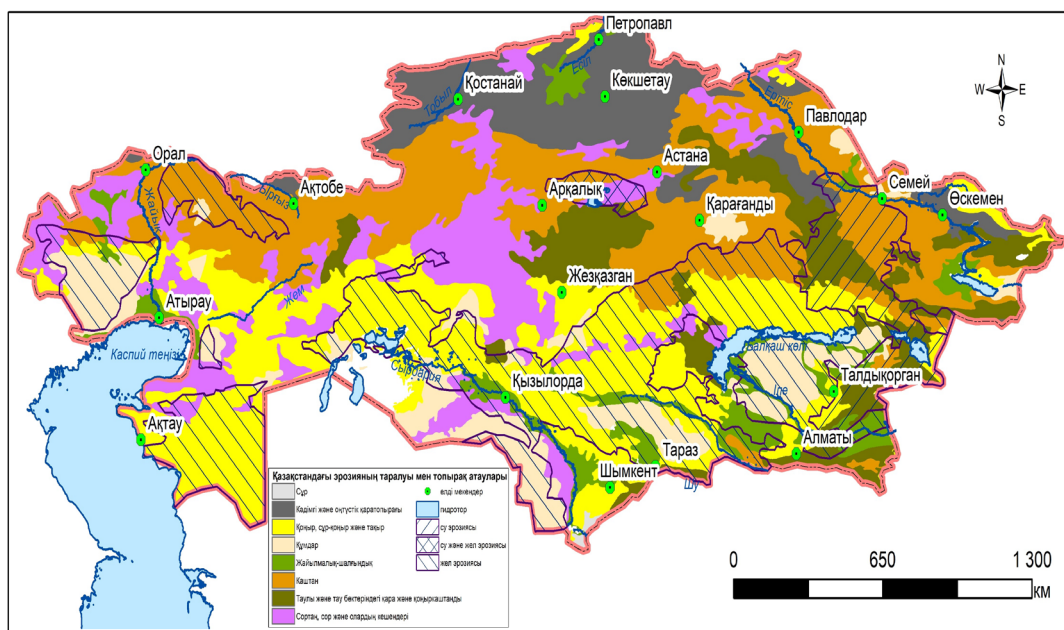 Петропавл
Есіл
Көкшетау
Қостанай
Тобыл
N
W E
S
Ертіс
Павлодар
Орал
Астана
Ақтөбе
Ырғыз
Арқалық
Семей
Қарағанды
Өскемен
Жайық
Жезқазған
Атырау
Жем
Каспий теңізі
Балқаш көлі
Сырдария
Қызылорда
Талдықорған
Іле
Ақтау
Алматы
Тараз
Шымкент
Шу
Қазақстандағы эрозияның таралуы мен топырақ атаулары
Сұр
Кәдімгі және оңтүстік қаратопырағы
Қоңыр, сұр-қоңыр және тақыр
Құмдар
Жайылмалық-шалғындық
Каштан
Таулы және тау бөктеріндегі қара және қоңыркаштанды
Сортаң, сор және олардың кешендері
елді мекендер
гидротор
су эрозиясы
су және жел эрозиясы
жел эрозиясы
0 650 1 300
КМ